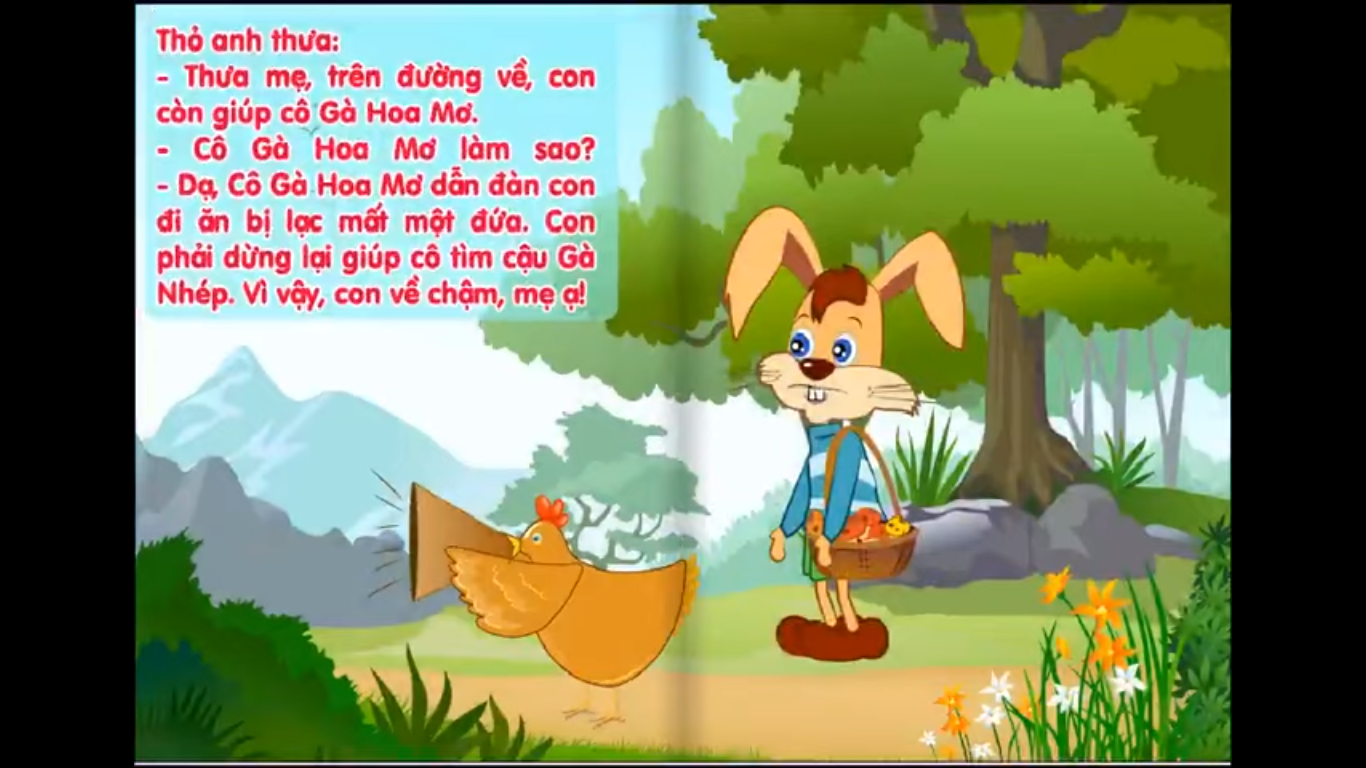 Thỏ anh thưa:
- Thưa mẹ, trên đường về, con
còn giúp cô Gà Hoa Mơ.
- Cô Gà Hoa Mơ làm sao?
- Dạ, Cô Gà Hoa Mơ dẫn đàn con
đi ăn bị lạc mất một đứa. Con
phải dừng lại giúp cô tìm cậu Gà
Nhép. Vì vậy, con về chậm, mẹ ạ!